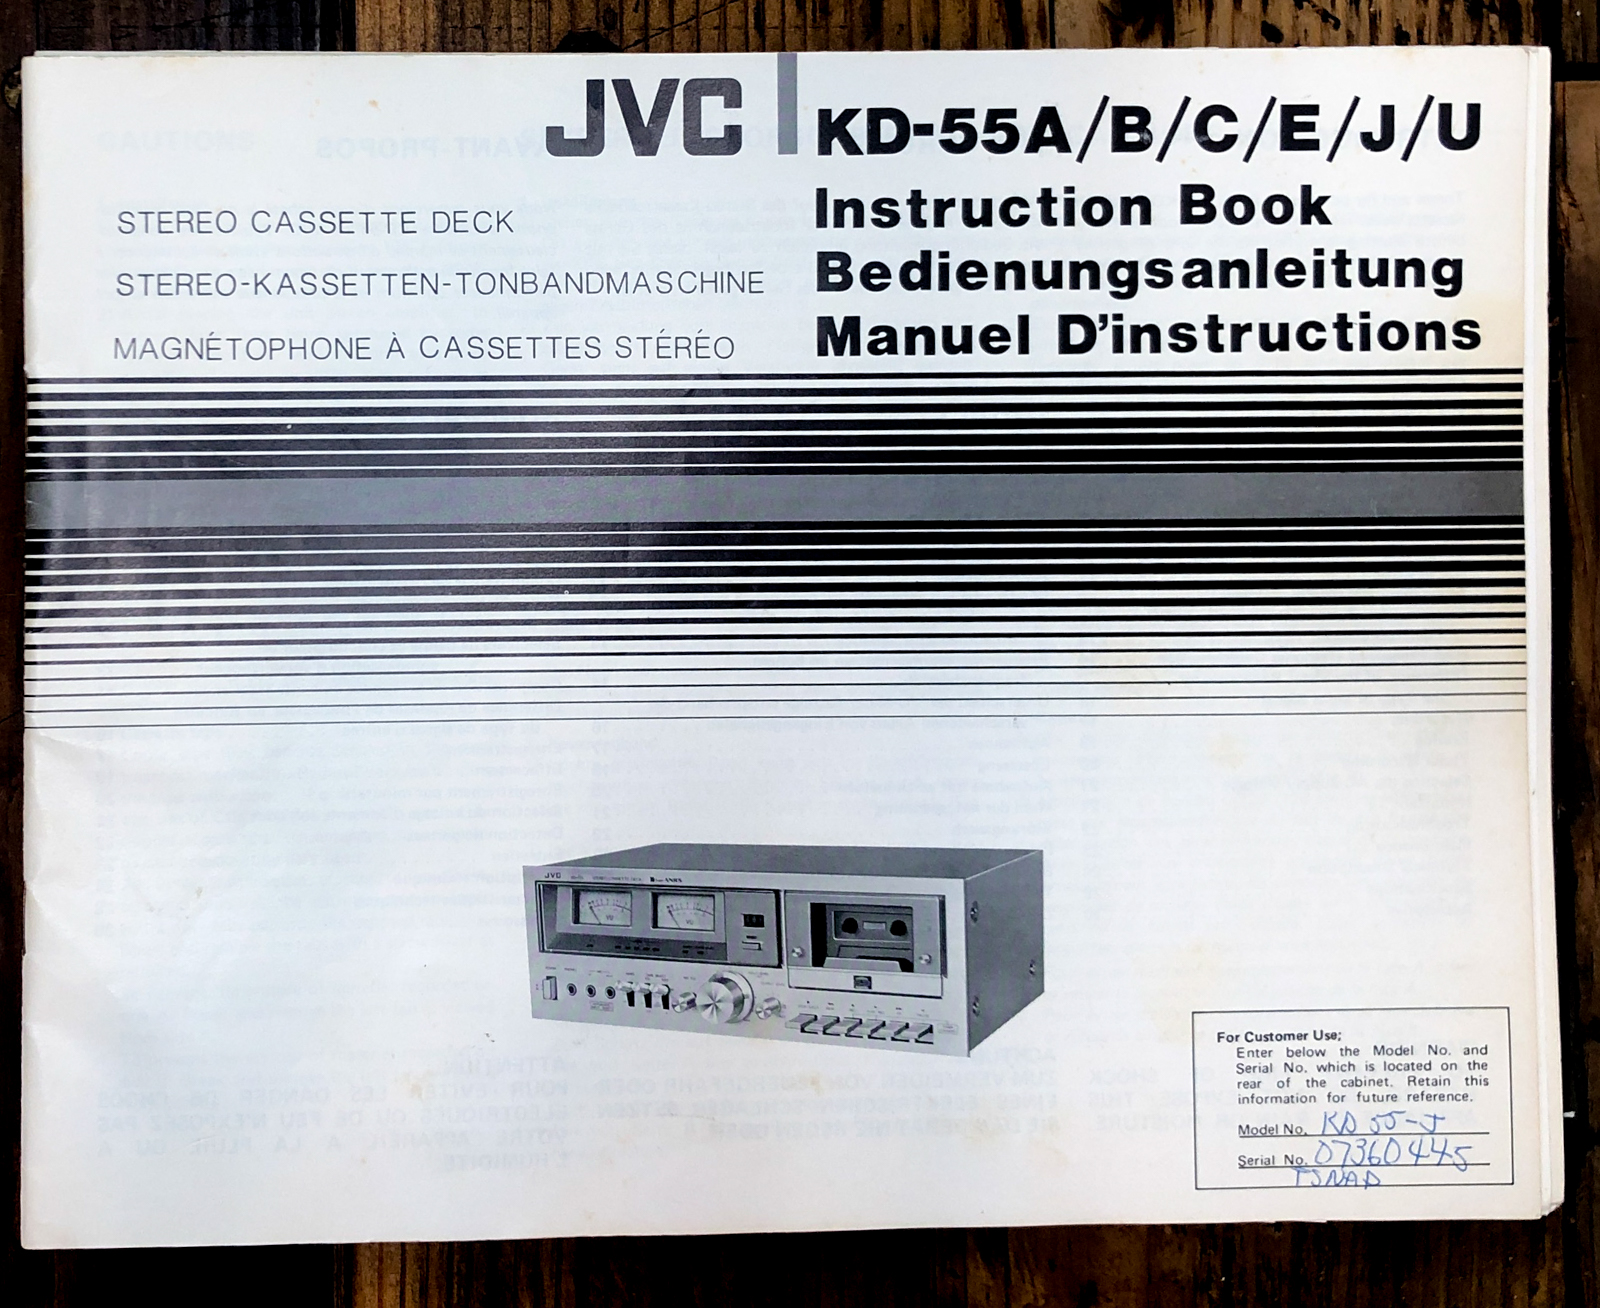 JVC
KD-55A/B/C/E/J/U
STEREO CASSETTE DECK
STEREO-KASSETTEN-TONBANDMASCHINE
MAGNÉTOPHONE À CASSETTES STÉRÉO
Instruction Book
Bedienungsanleitung
Manuel D'instructions
JVC
For Customer Use;
Enter below the Model No. and
Serial No. which is located on the
rear of the cabinet. Retain this
information for future reference.
Model No. KD 55-J
Serial No. 07360445